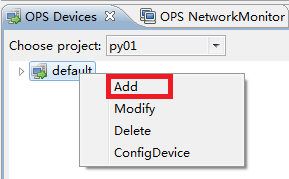 OPS Devices OPS NetworkMonitor
Choose project: py01
default
Add
Modify
Delete
ConfigDevice